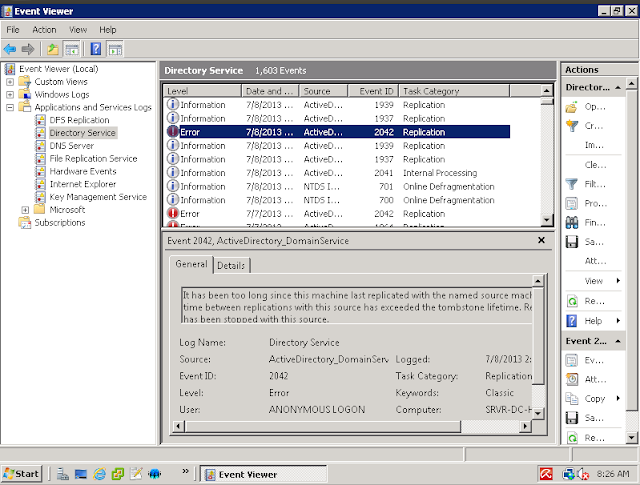 Event Viewer
File Action View Help
Event Viewer (Local)
Custom Views
Windows Logs
Applications and Services Logs
DFS Replication
Directory Service
DNS Server
File Replication Service
Hardware Events
Internet Explorer
Key Management Service
Microsoft
Subscriptions
Directory Service 1,603 Events
Level Date and ... Source Event ID Task Category
Information 7/8/2013 ... ActiveD... 1939 Replication
Information 7/8/2013 ... ActiveD... 1937 Replication
Error 7/8/2013 ... ActiveD... 2042 Replication
Information 7/8/2013 ... ActiveD... 1939 Replication
Information 7/8/2013 ... ActiveD... 1937 Replication
Information 7/8/2013 ... ActiveD... 2041 Internal Processing
Information 7/8/2013 ... NTDS I... 701 Online Defragmentation
Information 7/8/2013 ... NTDS I... 700 Online Defragmentation
Error 7/7/2013 ... ActiveD... 2042 Replication
Event 2042, ActiveDirectory_DomainService
General Details
It has been too long since this machine last replicated with the named source mach
time between replications with this source has exceeded the tombstone lifetime. Re
has been stopped with this source.
Log Name: Directory Service
Source: ActiveDirectory_DomainServ Logged: 7/8/2013 2:
Event ID: 2042 Task Category: Replication
Level: Error Keywords: Classic
User: ANONYMOUS LOGON Computer: SRVR-DC-H
Actions
Director...
Op...
Cr...
Im...
Cle...
Filt...
Pro...
Fin...
Sa...
Att...
View
Re...
Help
Event 2...
Ev...
Att...
Copy
Sa...
Re...
Start
Event Viewer
8:26 AM